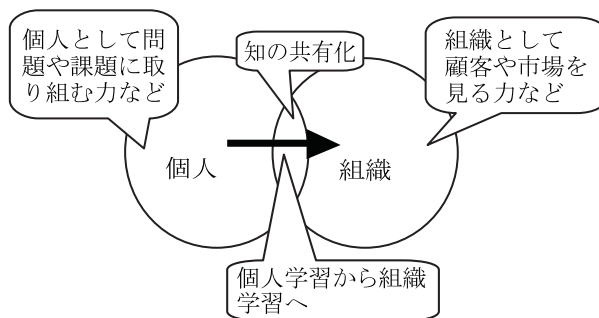 個人として問
題や課題に取
り組む力など
知の共有化
組織として
顧客や市場を
見る力など
個人
組織
個人学習から組織
学習へ